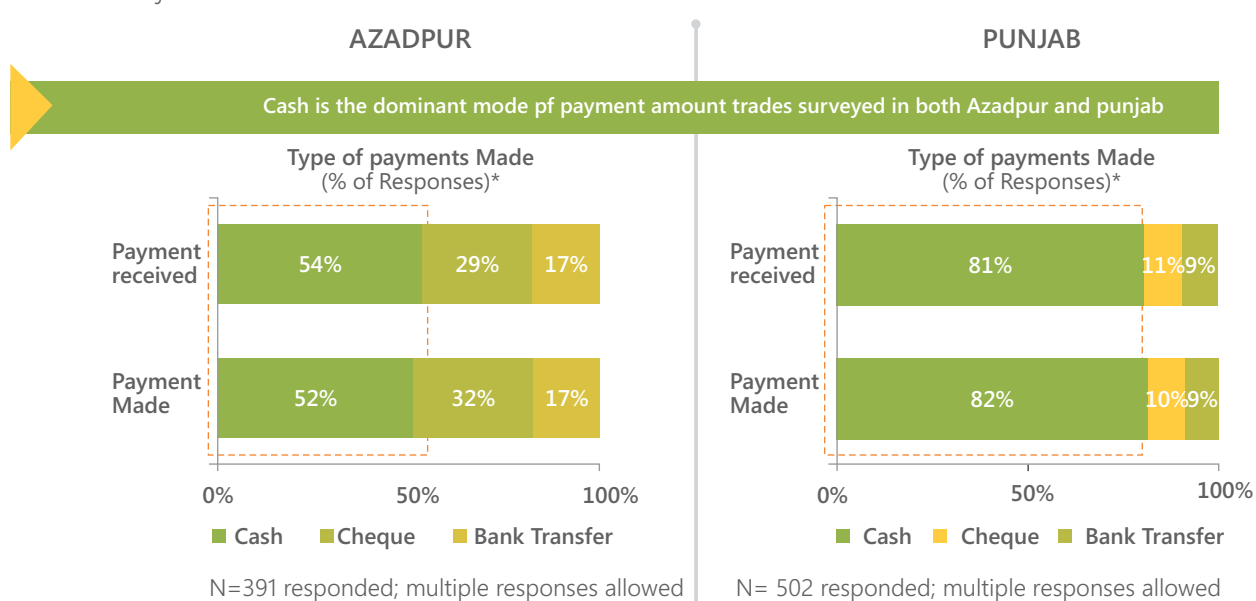 AZADPUR
PUNJAB
Cash is the dominant mode pf payment amount trades surveyed in both Azadpur and punjab
Type of payments Made
(% of Responses)*
Payment
received
54% 29% 17%
Payment
Made
52% 32% 17%
0% 50% 100%
Cash Cheque Bank Transfer
N=391 responded; multiple responses allowed
Type of payments Made
(% of Responses)*
Payment
received
81% 11% 9%
Payment
Made
82% 10% 9%
0% 50% 100%
Cash Cheque Bank Transfer
N= 502 responded; multiple responses allowed